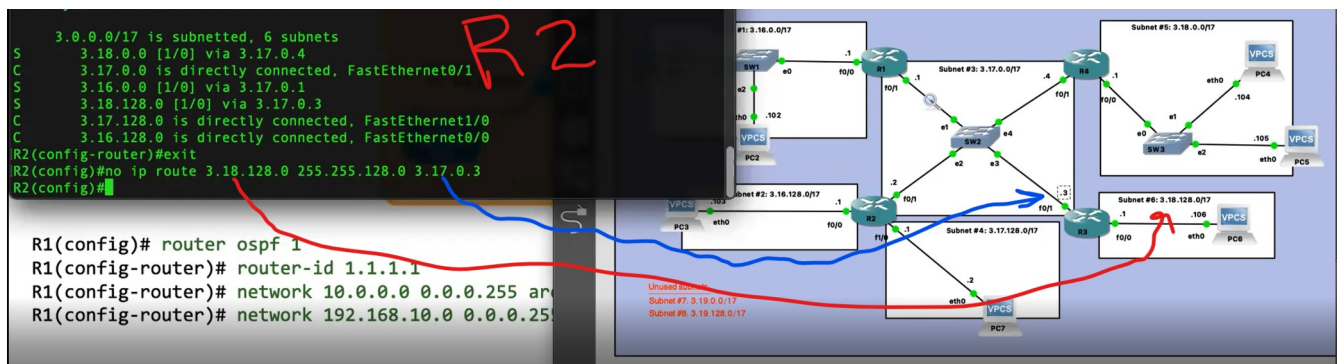 3.0.0.0/17 is subnetted, 6 subnets
S 3.18.0.0 [1/0] via 3.17.0.4
C 3.17.0.0 is directly connected, FastEthernet0/1
S 3.16.0.0 [1/0] via 3.17.0.1
S 3.18.128.0 [1/0] via 3.17.0.3
C 3.17.128.0 is directly connected, FastEthernet1/0
C 3.16.128.0 is directly connected, FastEthernet0/0
R2(config-router)#exit
R2(config)#no ip route 3.18.128.0 255.255.128.0 3.17.0.3
R2(config)#
R2
R1(config)# router ospf 1
R1(config-router)# router-id 1.1.1.1
R1(config-router)# network 10.0.0.0 0.0.0.255 are
R1(config-router)# network 192.168.10.0 0.0.0.255
#1: 3.16.0.0/17
SW1
e0
e2
.102
VPCS
PC2
.1
f0/0
R1
.1
f0/1
Subnet #3: 3.17.0.0/17
.4
f0/1
R4
.1
f0/0
e1
e4
SW2
e2
e3
Subnet #5: 3.18.0.0/17
VPCS
PC4
eth0
.104
e1
e0
SW3
e2
.105
eth0
VPCS
PC5
bnet #2: 3.16.128.0/17
VPCS
PC3
.103
eth0
.1
f0/0
R2
.2
f0/1
.1
f1/0
Subnet #4: 3.17.128.0/17
.2
eth0
VPCS
PC7
.3
f0/1
R3
Subnet #6: 3.18.128.0/17
.1
f0/0
.106
eth0
VPCS
PC6
Subnet #7: 3.19.0.0/17
Subnet #8: 3.19.128.0/17